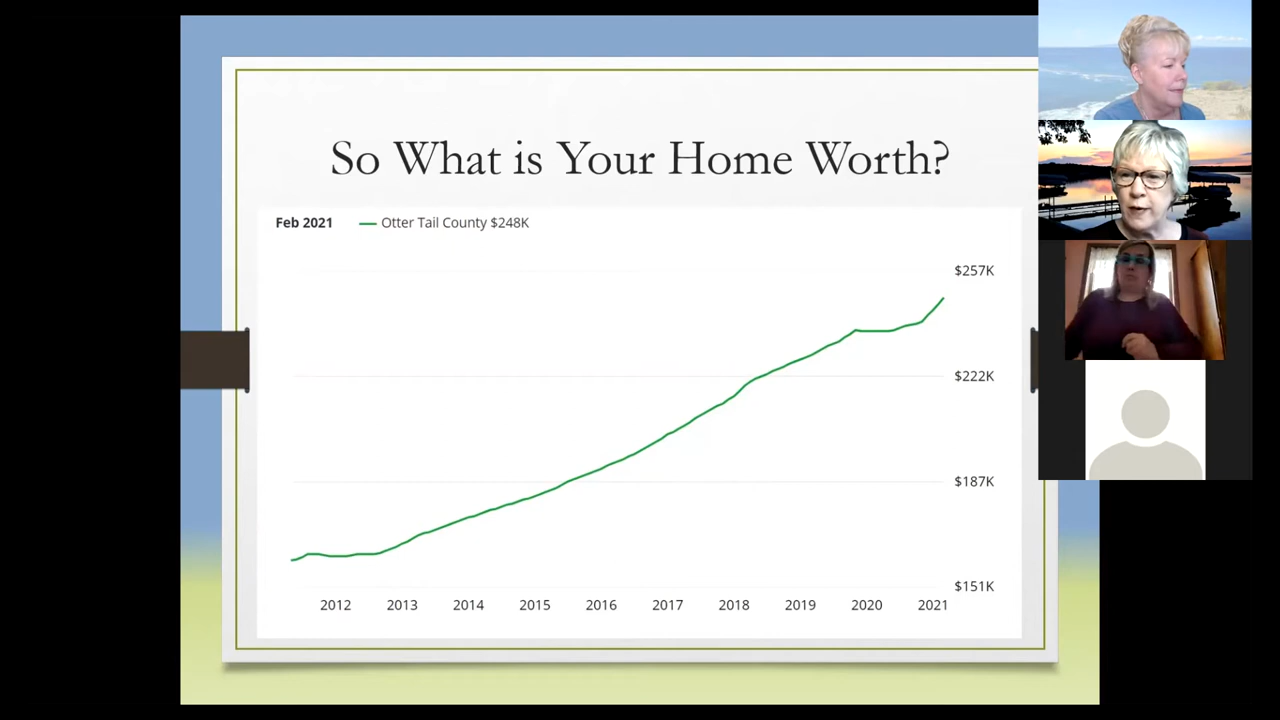 So What is Your Home Worth?
Feb 2021 Otter Tail County $248K
$257K
$222K
$187K
$151K
2012 2013 2014 2015 2016 2017 2018 2019 2020 2021